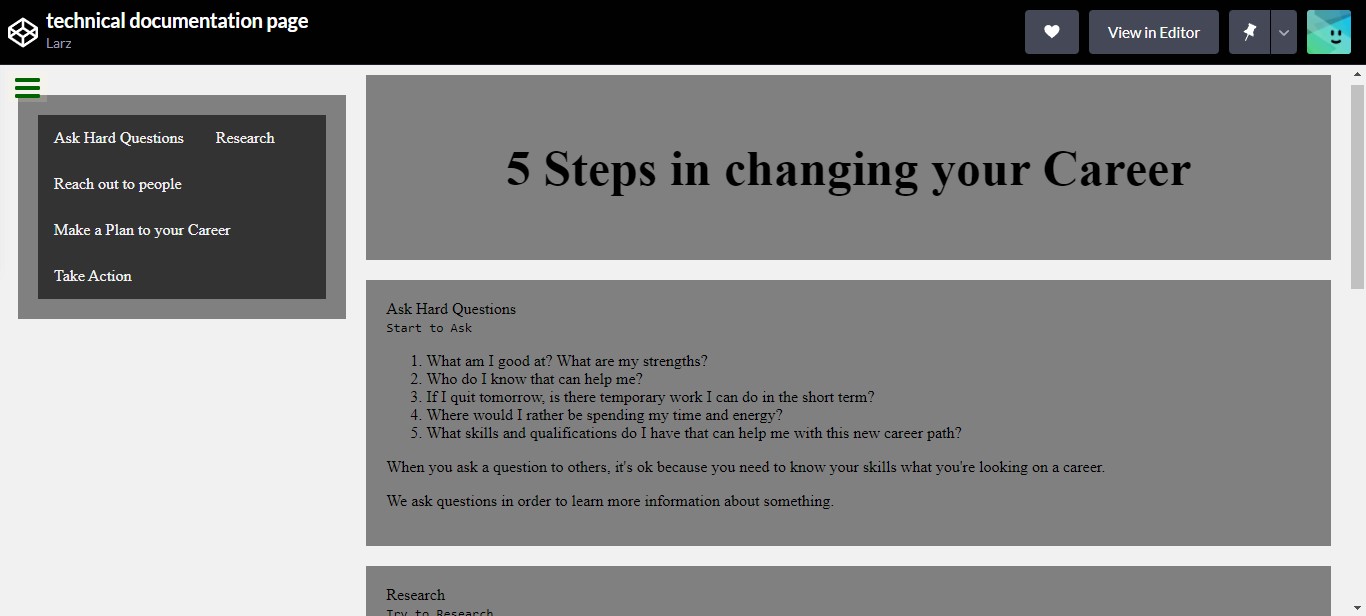 technical documentation page
Larz
View in Editor
Ask Hard Questions Research
Reach out to people
Make a Plan to your Career
Take Action
5 Steps in changing your Career
Ask Hard Questions
Start to Ask
1. What am I good at? What are my strengths?
2. Who do I know that can help me?
3. If I quit tomorrow, is there temporary work I can do in the short term?
4. Where would I rather be spending my time and energy?
5. What skills and qualifications do I have that can help me with this new career path?
When you ask a question to others, it's ok because you need to know your skills what you're looking on a career.
We ask questions in order to learn more information about something.
Research
Try to Research